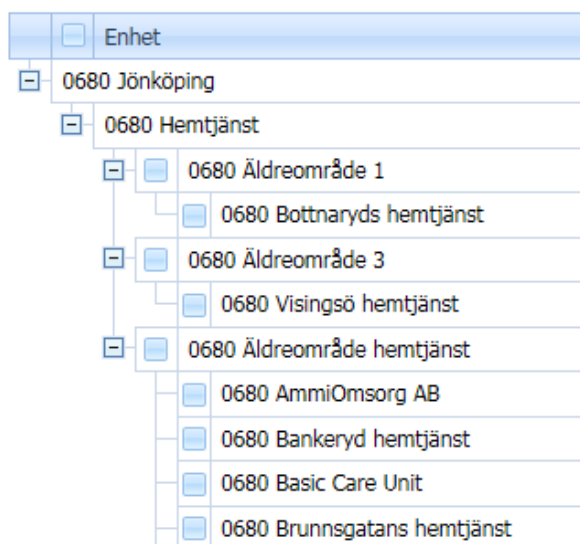 Enhet
0680 Jönköping
0680 Hemtjänst
0680 Äldreområde 1
0680 Bottnaryds hemtjänst
0680 Äldreområde 3
0680 Visingsö hemtjänst
0680 Äldreområde hemtjänst
0680 AmmiOmsorg AB
0680 Bankeryd hemtjänst
0680 Basic Care Unit
0680 Brunnsgatans hemtjänst